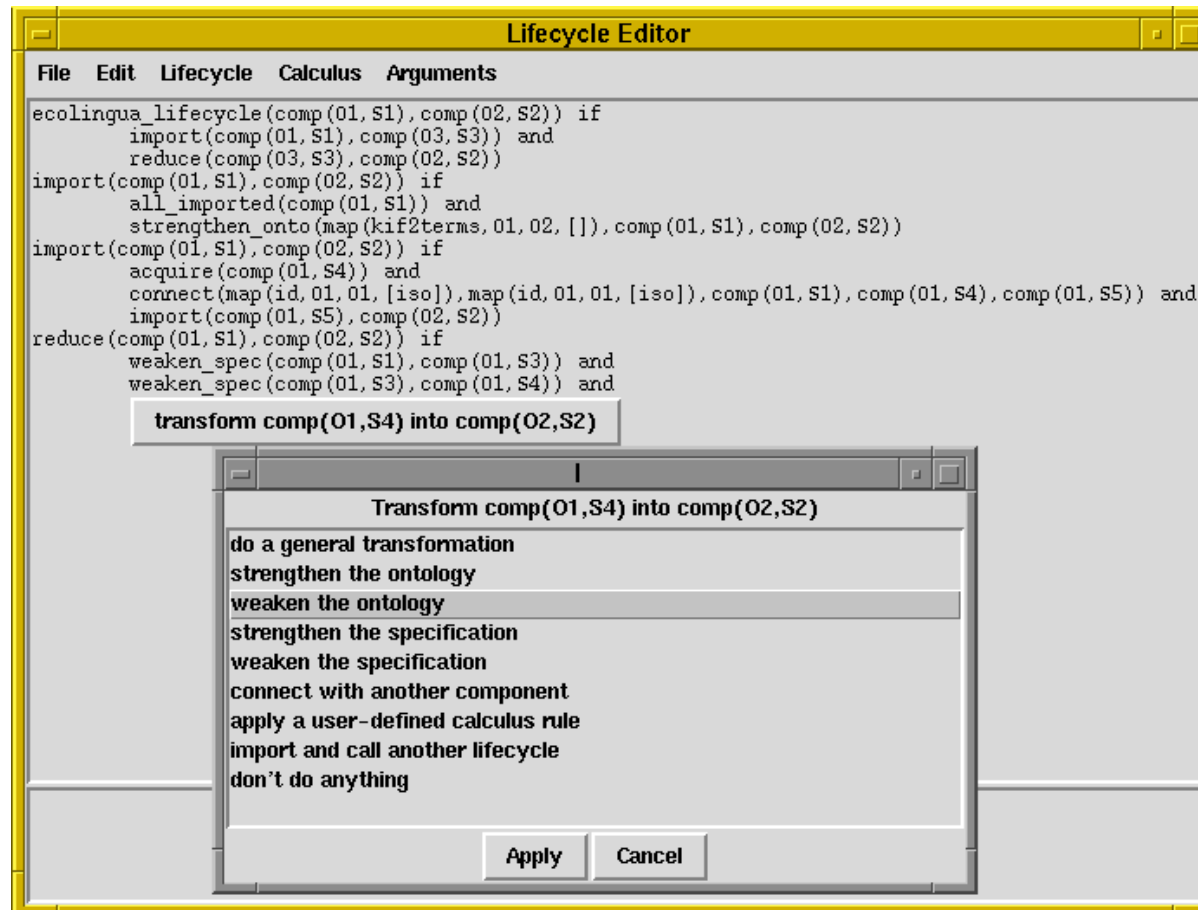 Lifecycle Editor
File Edit Lifecycle Calculus Arguments
ecolingua_lifecycle(comp(O1,S1),comp(O2,S2)) if
import(comp(O1,S1),comp(O3,S3)) and
reduce(comp(O3,S3),comp(O2,S2))
import(comp(O1,S1),comp(O2,S2)) if
all_imported(comp(O1,S1)) and
strengthen_onto(map(kif2terms,O1,O2,[]),comp(O1,S1),comp(O2,S2))
import(comp(O1,S1),comp(O2,S2)) if
acquire(comp(O1,S4)) and
connect(map(id,O1,O1,[iso]),map(id,O1,O1,[iso]),comp(O1,S1),comp(O1,S4),comp(O1,S5)) and
import(comp(O1,S5),comp(O2,S2))
reduce(comp(O1,S1),comp(O2,S2)) if
weaken_spec(comp(O1,S1),comp(O1,S3)) and
weaken_spec(comp(O1,S3),comp(O1,S4)) and
transform comp(O1,S4) into comp(O2,S2)
Transform comp(O1,S4) into comp(O2,S2)
do a general transformation
strengthen the ontology
weaken the ontology
strengthen the specification
weaken the specification
connect with another component
apply a user-defined calculus rule
import and call another lifecycle
don't do anything
Apply Cancel